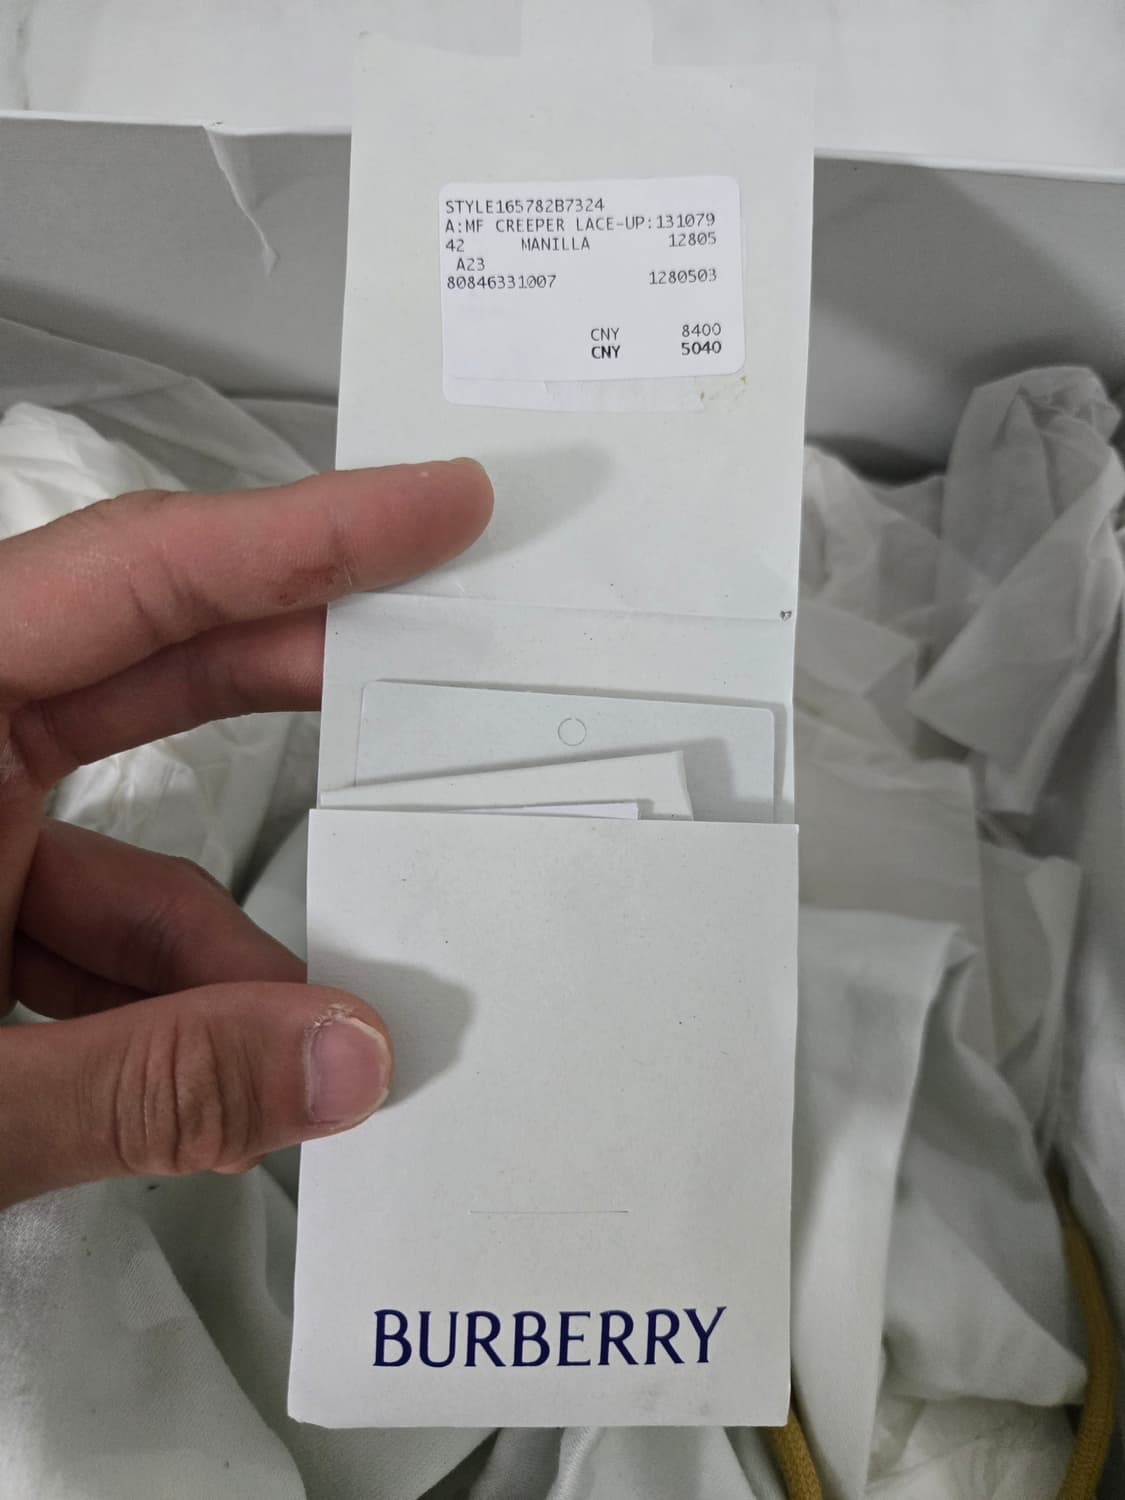 STYLE165782B7324
A:MF CREEPER LACE-UP:131079
42 MANILLA 12805
A23
80846331007 1280503
CNY 8400
CNY 5040
BURBERRY